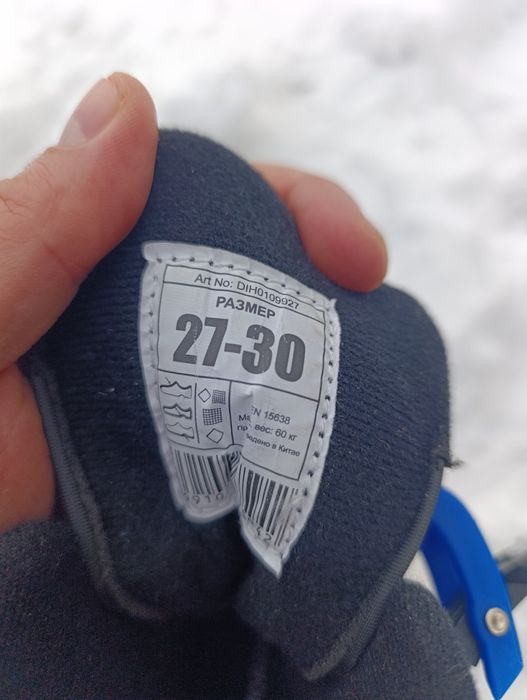 Art No: DIH0109927
РАЗМЕР
27-30
EN 15638
вес: 60 кг
в Китае